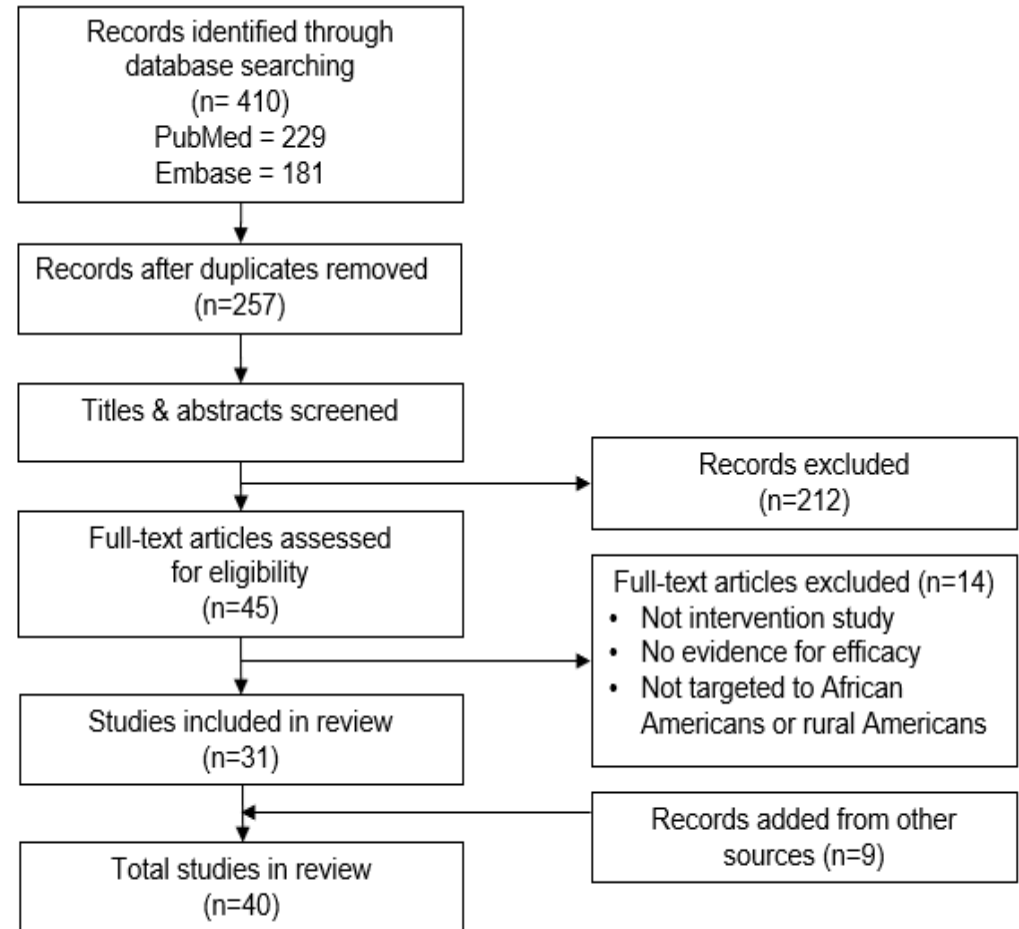 Records identified through
database searching
(n= 410)
PubMed = 229
Embase = 181
Records after duplicates removed
(n=257)
Titles & abstracts screened
Records excluded
(n=212)
Full-text articles assessed
for eligibility
(n=45)
Full-text articles excluded (n=14)
• Not intervention study
• No evidence for efficacy
• Not targeted to African
Americans or rural Americans
Studies included in review
(n=31)
Records added from other
sources (n=9)
Total studies in review
(n=40)